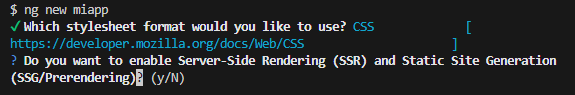 $ ng new miapp
✔ Which stylesheet format would you like to use? CSS [
https://developer.mozilla.org/docs/Web/CSS ]
? Do you want to enable Server-Side Rendering (SSR) and Static Site Generation
(SSG/Prerendering)? (y/N)